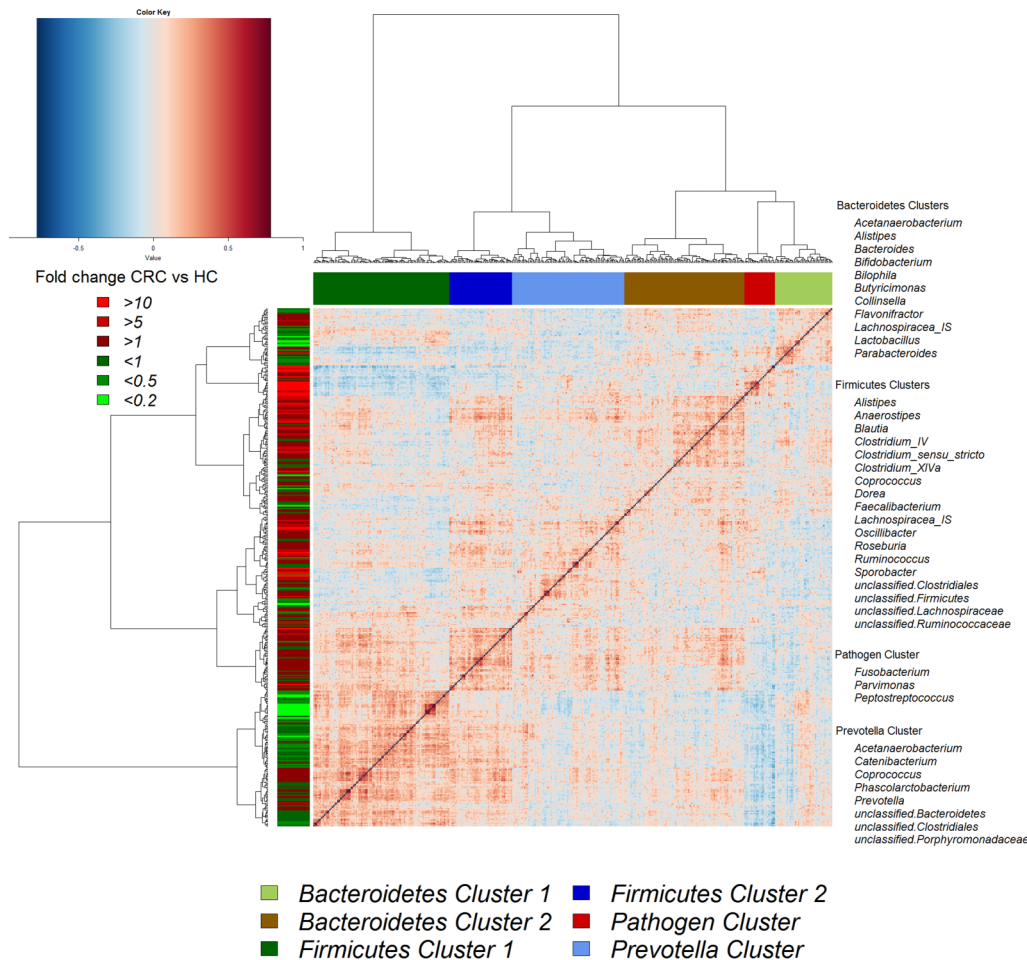 Color Key
-0.5 0 0.5 1
Value
Fold change CRC vs HC
>10
>5
>1
<1
<0.5
<0.2
Bacteroidetes Clusters
Acetanaerobacterium
Alistipes
Bacteroides
Bifidobacterium
Bilophila
Butyricimonas
Collinsella
Flavonifractor
Lachnospiracea_IS
Lactobacillus
Parabacteroides
Firmicutes Clusters
Alistipes
Anaerostipes
Blautia
Clostridium_IV
Clostridium_sensu_stricto
Clostridium_XIVa
Coprococcus
Dorea
Faecalibacterium
Lachnospiracea_IS
Oscillibacter
Roseburia
Ruminococcus
Sporobacter
unclassified.Clostridiales
unclassified.Firmicutes
unclassified.Lachnospiraceae
unclassified.Ruminococcaceae
Pathogen Cluster
Fusobacterium
Parvimonas
Peptostreptococcus
Prevotella Cluster
Acetanaerobacterium
Catenibacterium
Coprococcus
Phascolarctobacterium
Prevotella
unclassified.Bacteroidetes
unclassified.Clostridiales
unclassified.Porphyromonadaceae
Bacteroidetes Cluster 1
Bacteroidetes Cluster 2
Firmicutes Cluster 1
Firmicutes Cluster 2
Pathogen Cluster
Prevotella Cluster